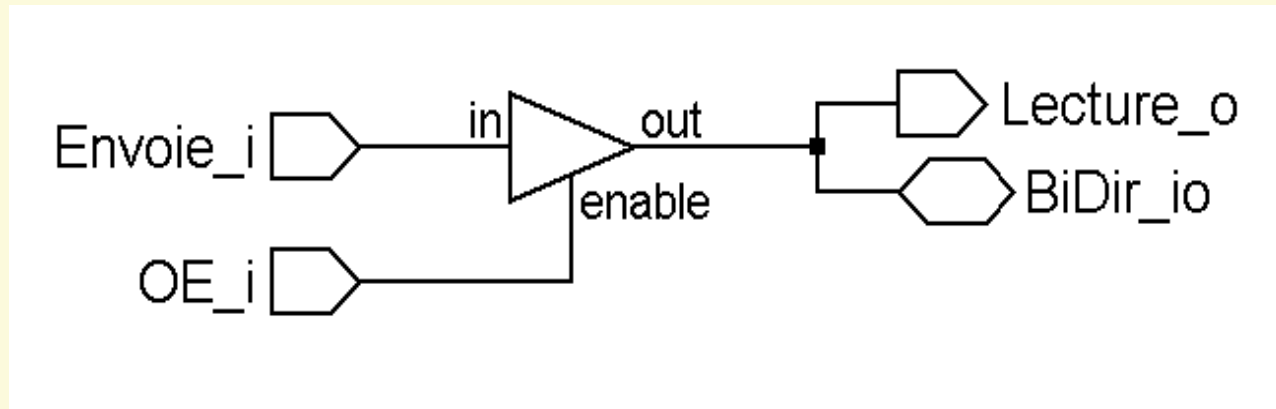 Envoie_i
in
out
enable
OE_i
Lecture_o
BiDir_io